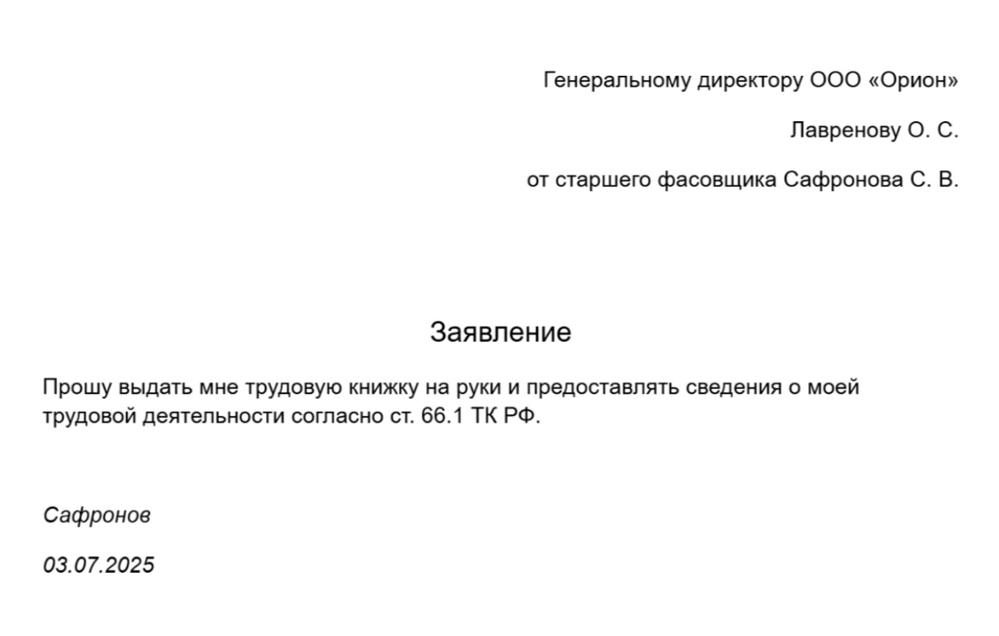 Генеральному директору ООО «Орион»
Лавренову О. С.
от старшего фасовщика Сафронова С. В.
Заявление
Прошу выдать мне трудовую книжку на руки и предоставлять сведения о моей
трудовой деятельности согласно ст. 66.1 ТК РФ.
Сафронов
03.07.2025